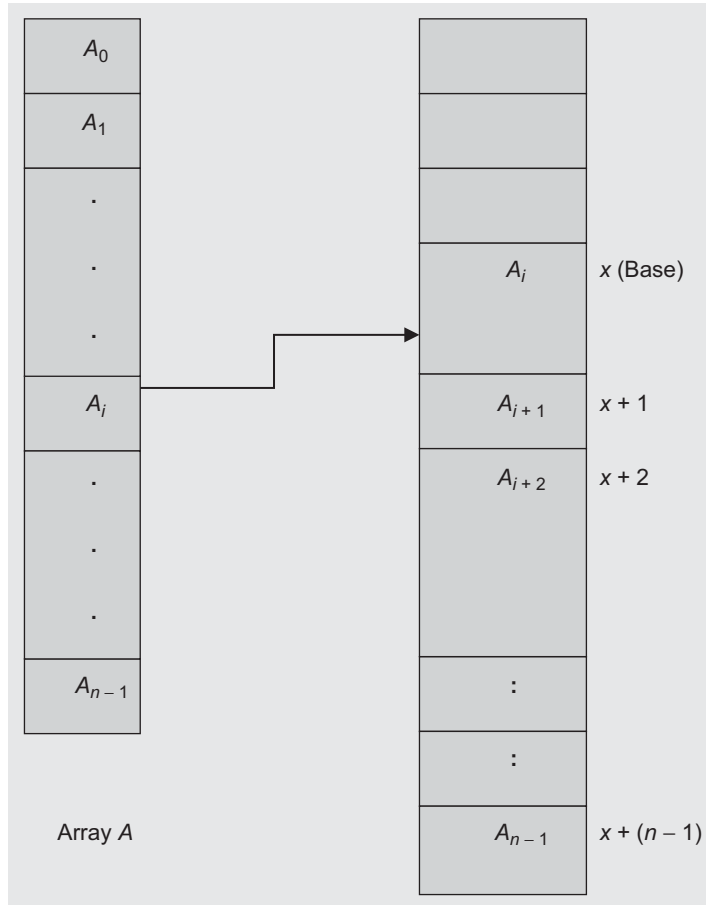 A₀
A₁
.
.
.
Aᵢ
.
.
.
Aₙ₋₁
Array A
Aᵢ x (Base)
Aᵢ₊₁ x + 1
Aᵢ₊₂ x + 2
:
:
Aₙ₋₁ x + (n – 1)